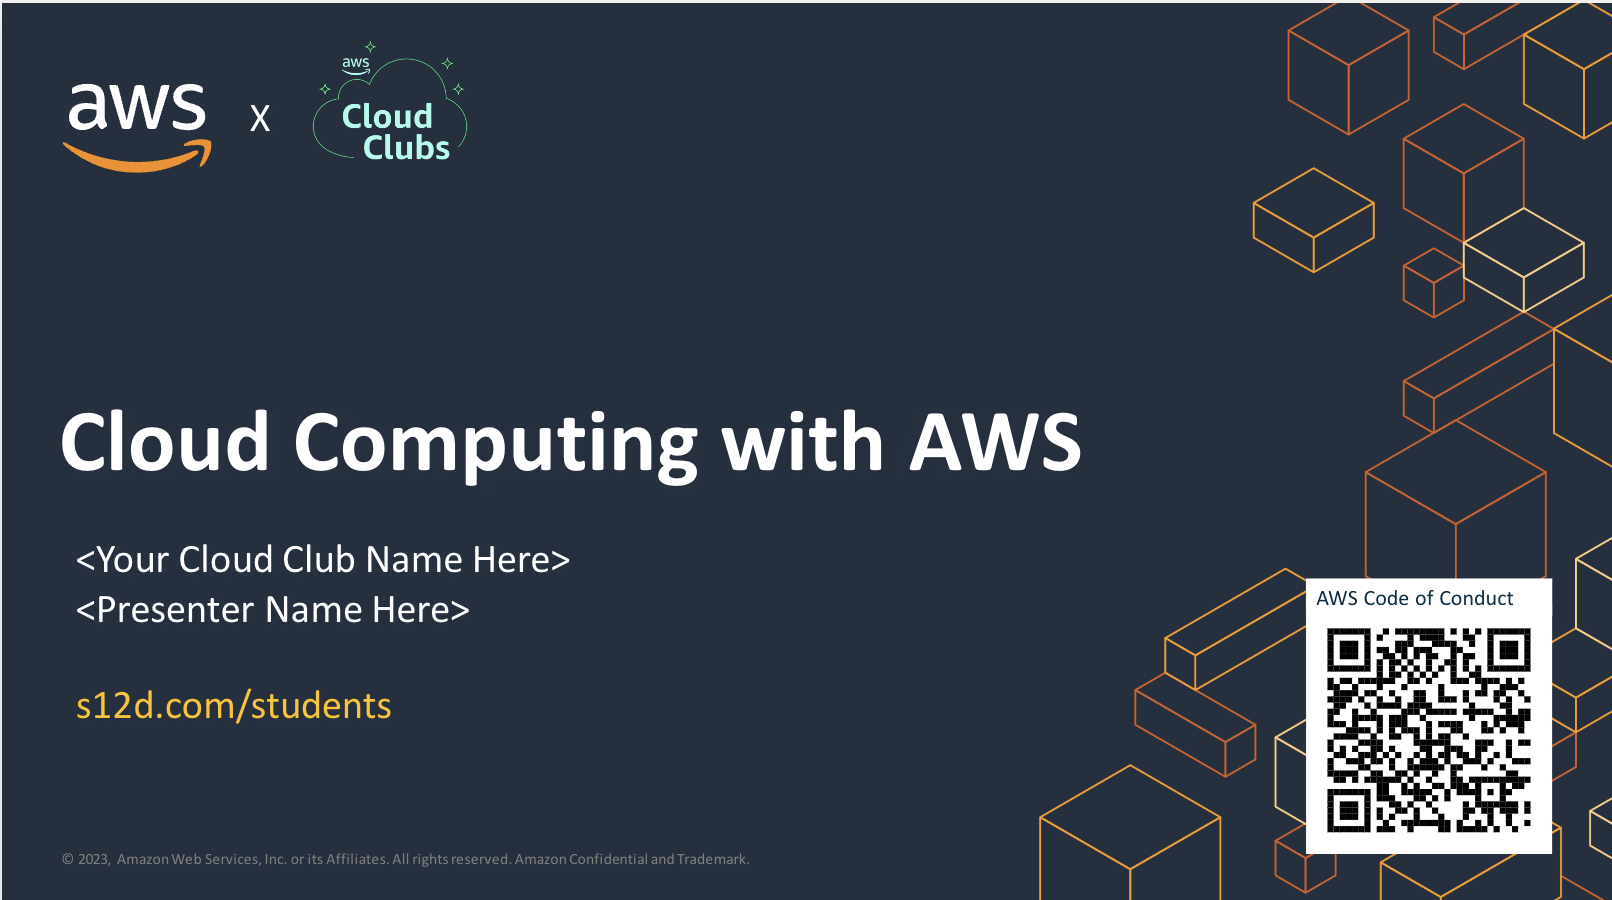 aws
X
aws
Cloud
Clubs
Cloud Computing with AWS
<Your Cloud Club Name Here>
<Presenter Name Here>
s12d.com/students
AWS Code of Conduct
© 2023, Amazon Web Services, Inc. or its Affiliates. All rights reserved. Amazon Confidential and Trademark.